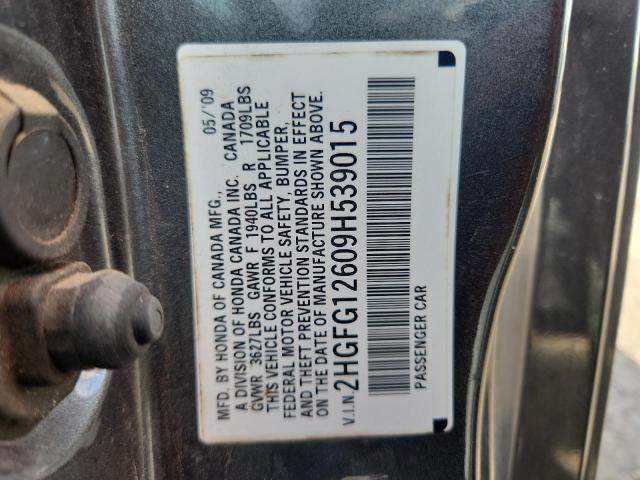 MFD. BY HONDA OF CANADA MFG., 05/'09
A DIVISION OF HONDA CANADA INC. CANADA
GVWR 3627LBS GAWR F 1940LBS R 1709LBS
THIS VEHICLE CONFORMS TO ALL APPLICABLE
FEDERAL MOTOR VEHICLE SAFETY, BUMPER,
AND THEFT PREVENTION STANDARDS IN EFFECT
ON THE DATE OF MANUFACTURE SHOWN ABOVE.
V.I.N. 2HGFG12609H539015
PASSENGER CAR